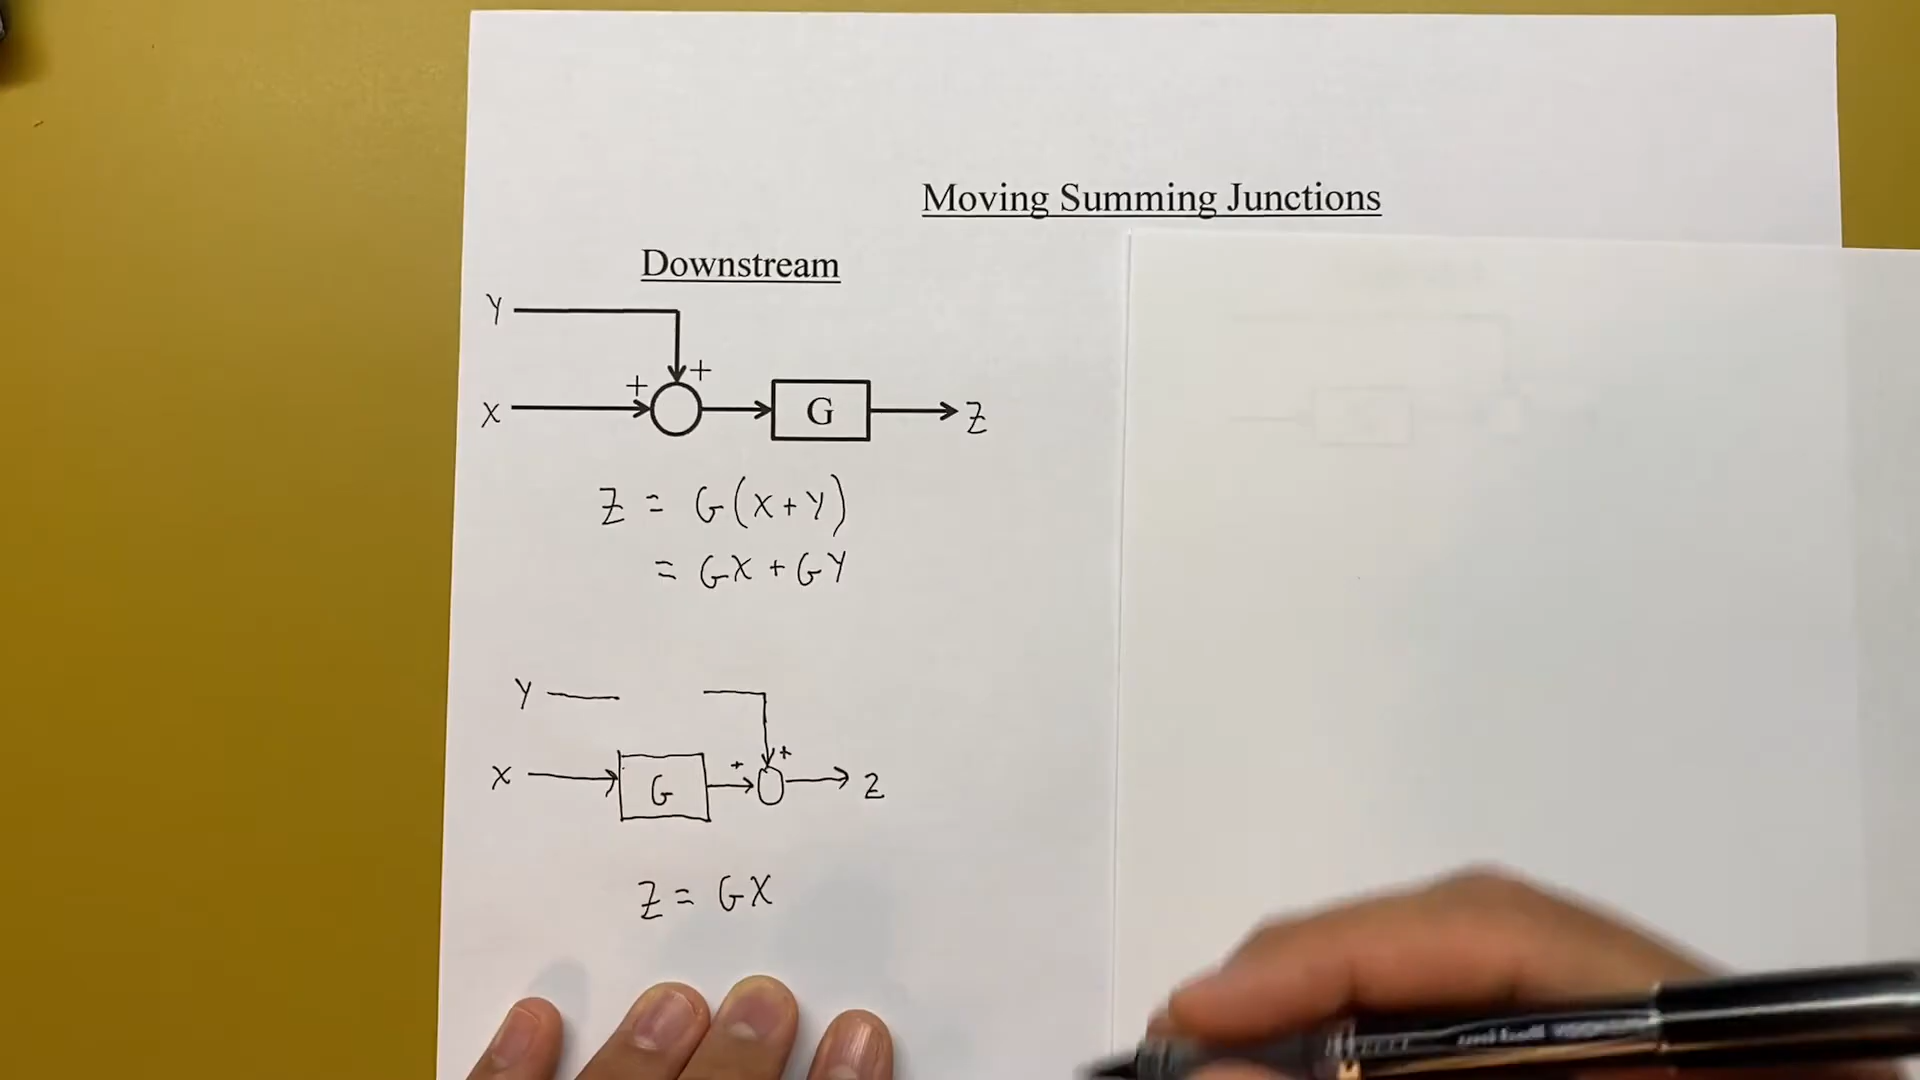 Moving Summing Junctions
Downstream
Y
+ +
X G Z
Z = G(X+Y)
= GX + GY
Y
+ +
X G Z
Z = GX